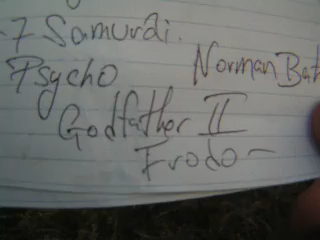 7 Samurai.
Psycho Norman Bat
Godfather II
Frodo -